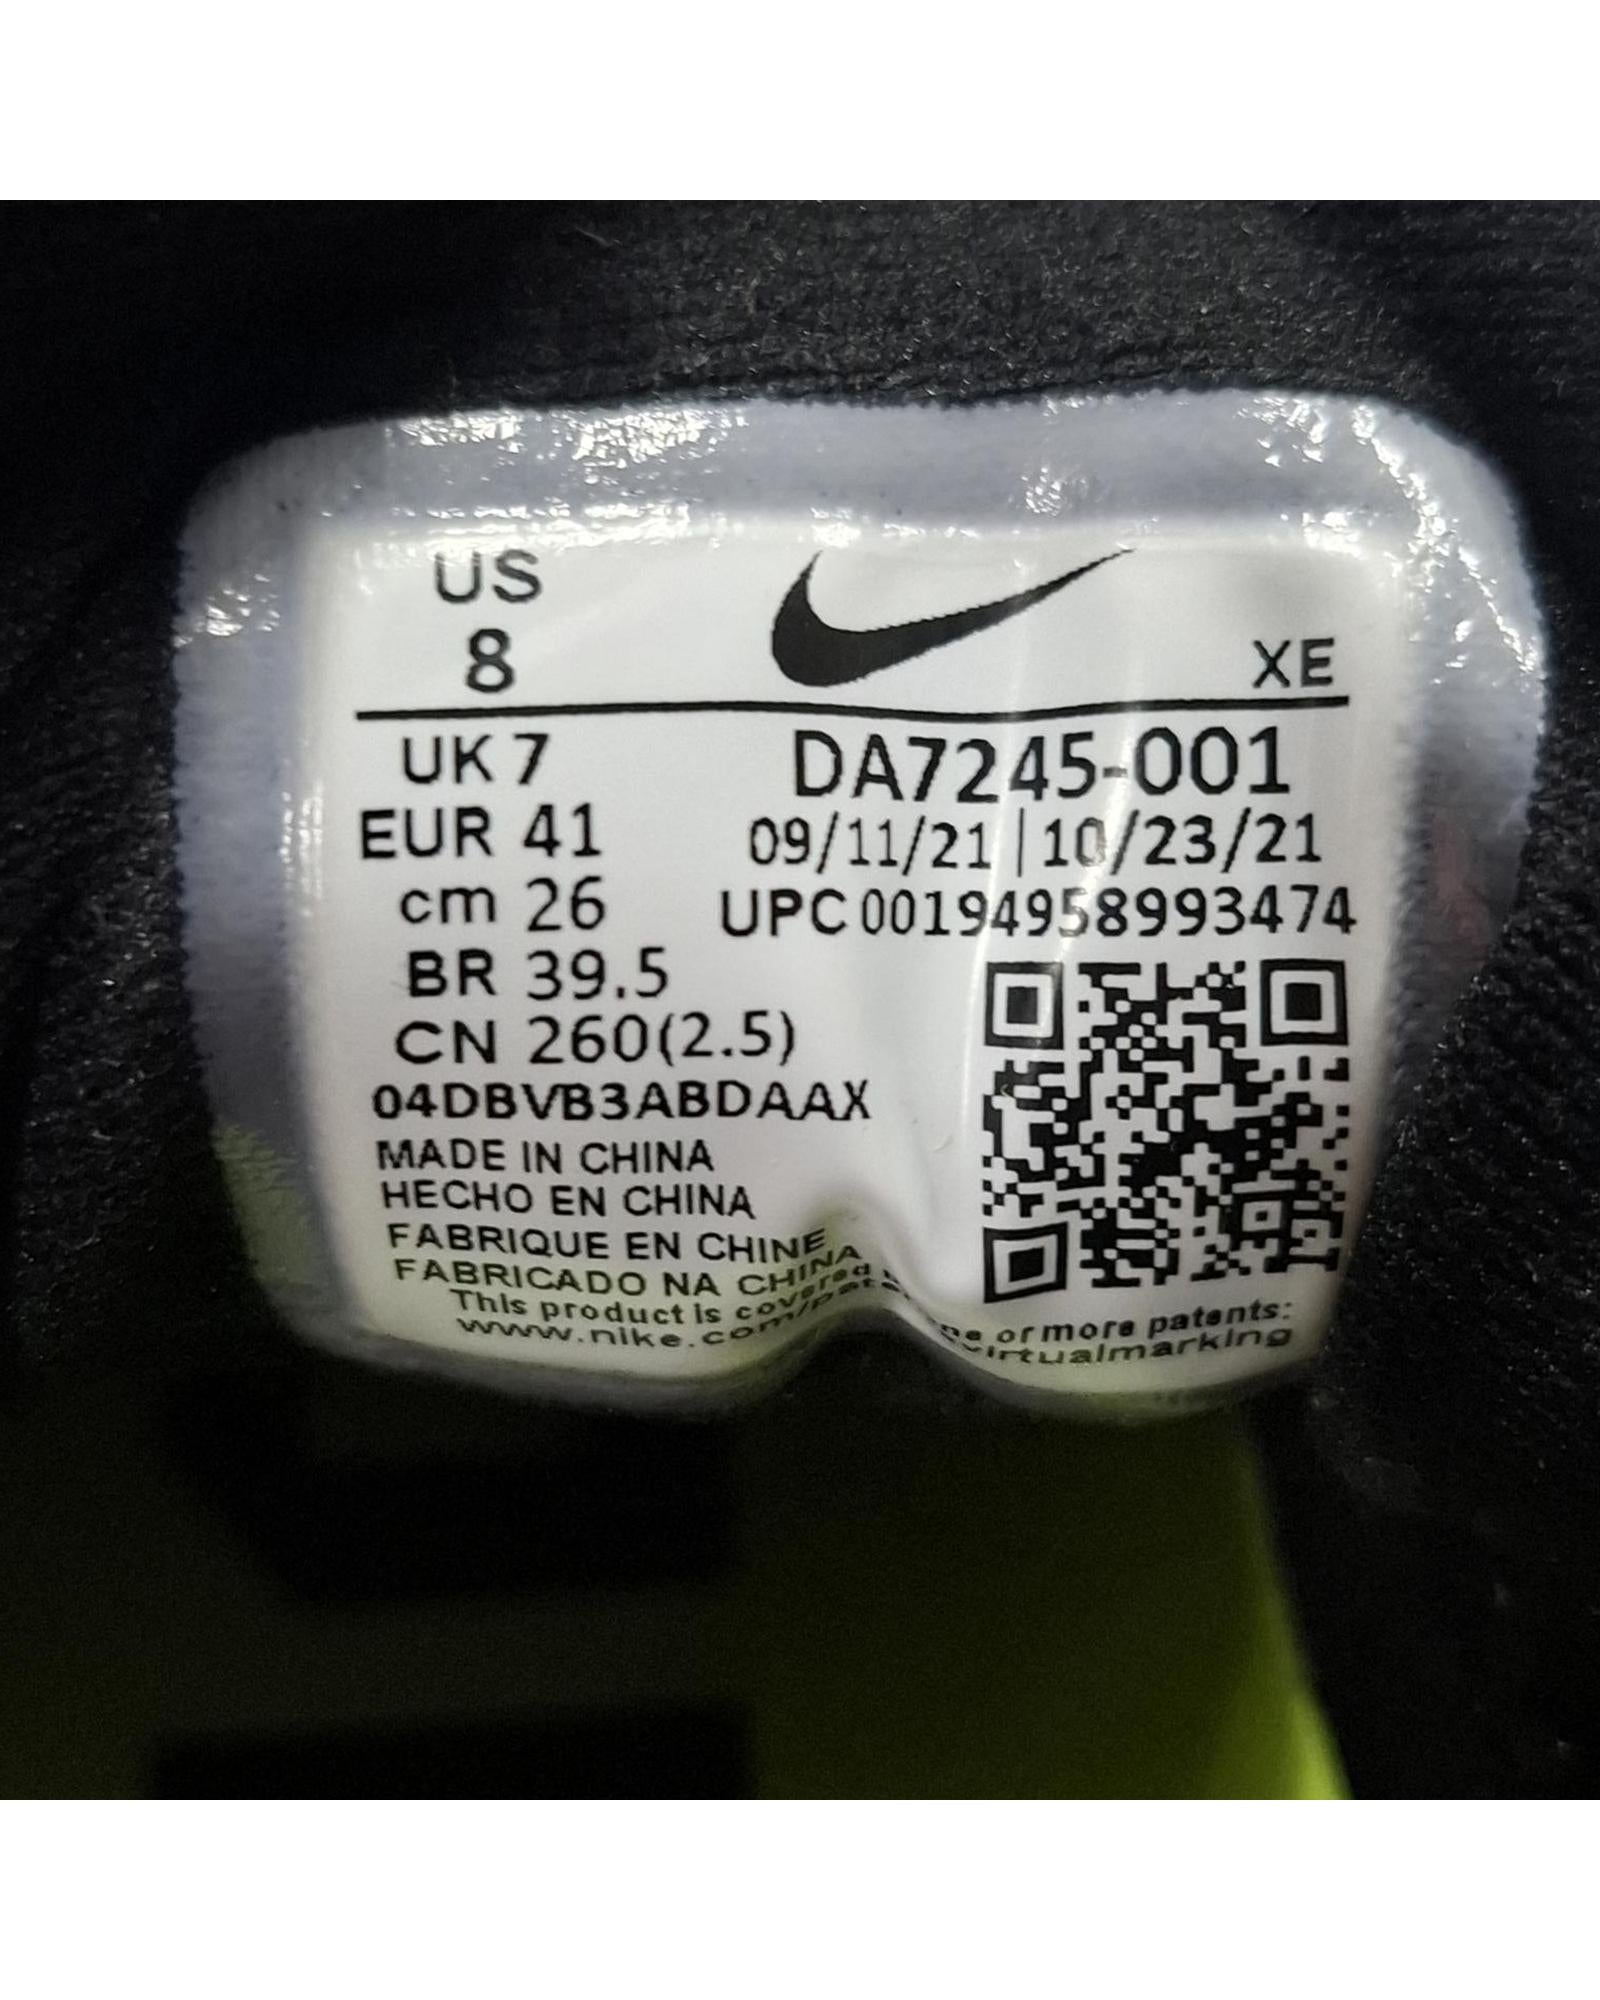 US
8
XE
UK 7
DA7245-001
EUR 41
09/11/21 | 10/23/21
cm 26
UPC 00194958993474
BR 39.5
CN 260(2.5)
04DBVB3ABDAAX
MADE IN CHINA
HECHO EN CHINA
FABRIQUE EN CHINE
FABRICADO NA CHINA
This product is covered or more patents:
www.nike.com/ virtualmarking